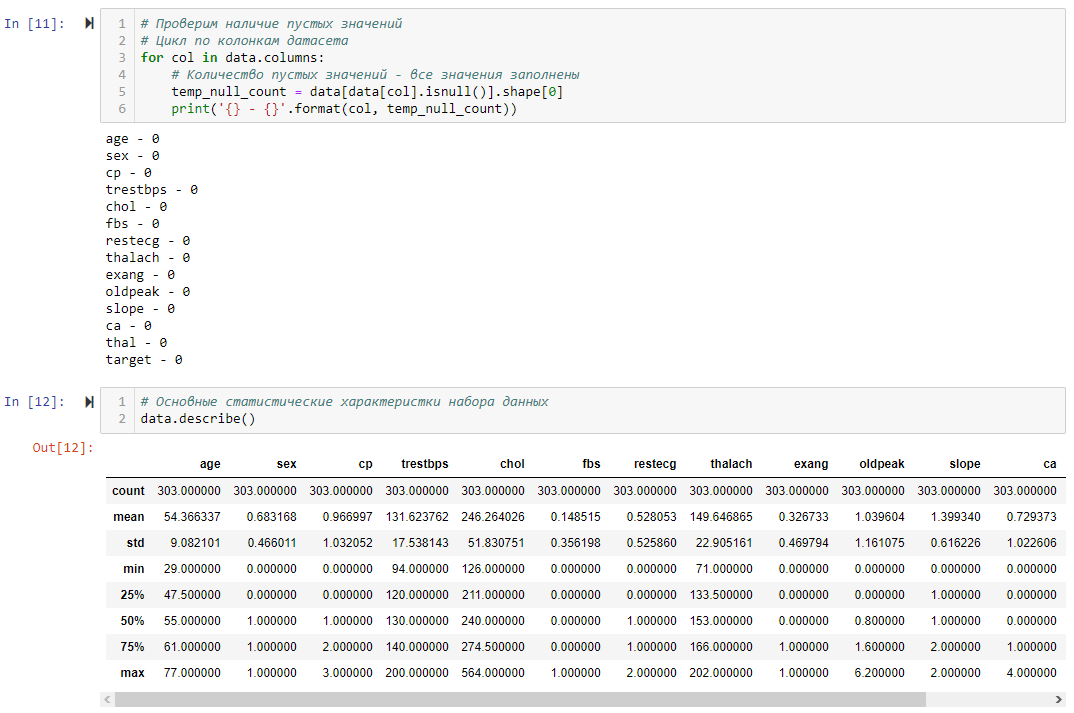 In [11]:
1 # Проверим наличие пустых значений
2 # Цикл по колонкам датасета
3 for col in data.columns:
4     # Количество пустых значений - все значения заполнены
5     temp_null_count = data[data[col].isnull()].shape[0]
6     print('{} - {}'.format(col, temp_null_count))
age - 0
sex - 0
cp - 0
trestbps - 0
chol - 0
fbs - 0
restecg - 0
thalach - 0
exang - 0
oldpeak - 0
slope - 0
ca - 0
thal - 0
target - 0
In [12]:
1 # Основные статистические характеристки набора данных
2 data.describe()
Out[12]:
age sex cp trestbps chol fbs restecg thalach exang oldpeak slope ca
count 303.000000 303.000000 303.000000 303.000000 303.000000 303.000000 303.000000 303.000000 303.000000 303.000000 303.000000 303.000000
mean 54.366337 0.683168 0.966997 131.623762 246.264026 0.148515 0.528053 149.646865 0.326733 1.039604 1.399340 0.729373
std 9.082101 0.466011 1.032052 17.538143 51.830751 0.356198 0.525860 22.905161 0.469794 1.161075 0.616226 1.022606
min 29.000000 0.000000 0.000000 94.000000 126.000000 0.000000 0.000000 71.000000 0.000000 0.000000 0.000000 0.000000
25% 47.500000 0.000000 0.000000 120.000000 211.000000 0.000000 0.000000 133.500000 0.000000 0.000000 1.000000 0.000000
50% 55.000000 1.000000 1.000000 130.000000 240.000000 0.000000 1.000000 153.000000 0.000000 0.800000 1.000000 0.000000
75% 61.000000 1.000000 2.000000 140.000000 274.500000 0.000000 1.000000 166.000000 1.000000 1.600000 2.000000 1.000000
max 77.000000 1.000000 3.000000 200.000000 564.000000 1.000000 2.000000 202.000000 1.000000 6.200000 2.000000 4.000000